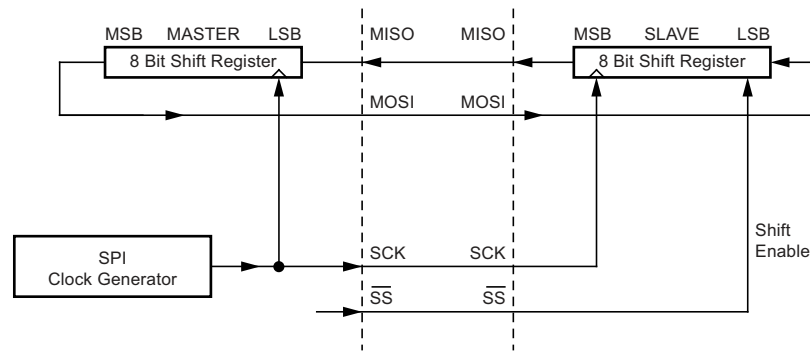 MSB MASTER LSB MISO MISO MSB SLAVE LSB
8 Bit Shift Register 8 Bit Shift Register
MOSI MOSI
Shift
Enable
SPI
Clock Generator
SCK SCK
SS SS